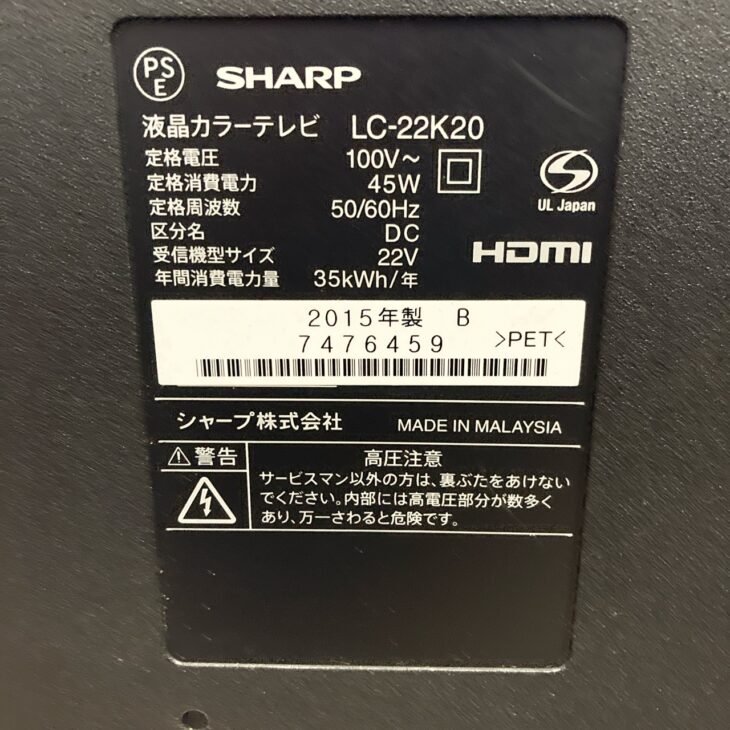 PSE SHARP
液晶カラーテレビ LC-22K20
定格電圧 100V～
定格消費電力 45W
定格周波数 50/60Hz
区分名 DC
受信機型サイズ 22V
年間消費電力量 35kWh/年
UL Japan
HDMI
2015年製 B
7476459 >PET<
シャープ株式会社 MADE IN MALAYSIA
⚠警告 高圧注意
サービスマン以外の方は、裏ぶたをあけない
でください。内部には高電圧部分が数多く
あり、万一さわると危険です。